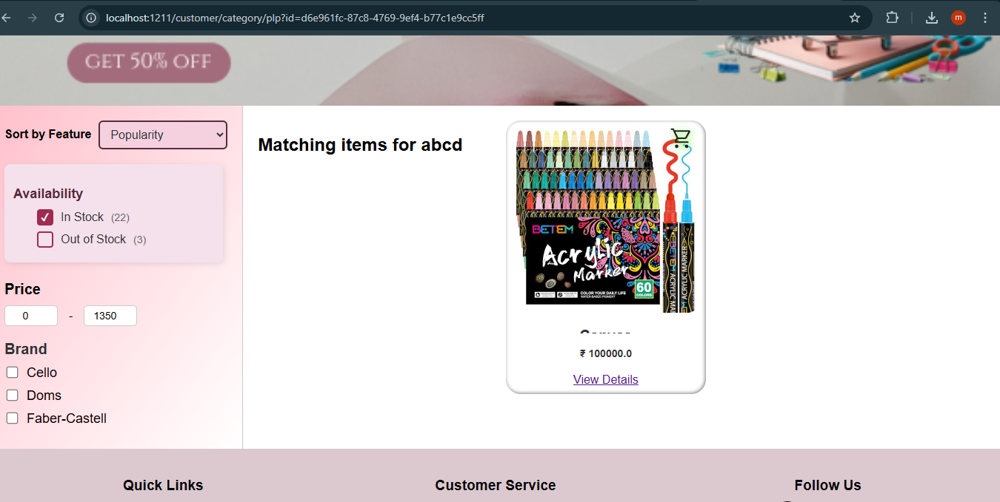 localhost:1211/customer/category/plp?id=d6e961fc-87c8-4769-9ef4-b77c1e9cc5ff
m
GET 50% OFF
Sort by Feature
Popularity
Availability
In Stock (22)
Out of Stock (3)
Price
0 - 1350
Brand
Cello
Doms
Faber-Castell
Matching items for abcd
BETEM
Acrylic
Marker
COLOR YOUR DAILY LIFE
WATER-BASED PIGMENT
60
COLORS
BETEM ACRYLIC MA
EM ACRYLIC MARKER
₹ 100000.0
View Details
Quick Links
Customer Service
Follow Us